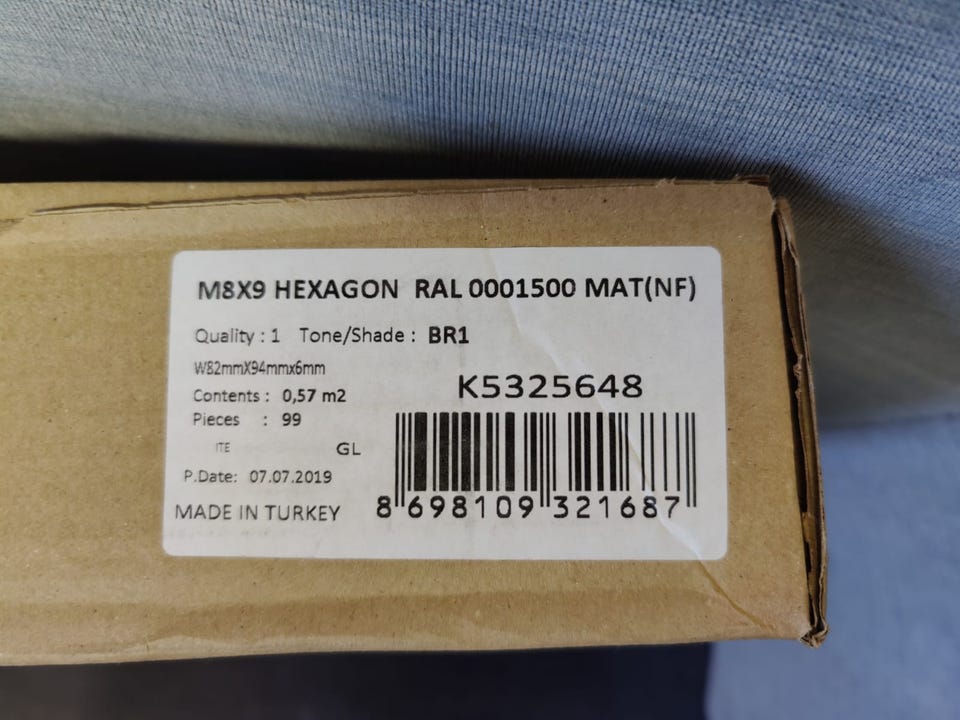 M8X9 HEXAGON RAL 0001500 MAT(NF)
Quality : 1 Tone/Shade : BR1
W82mmX94mmx6mm
K5325648
Contents : 0,57 m2
Pieces : 99
ITE GL
P.Date: 07.07.2019
MADE IN TURKEY
8 698109 321687